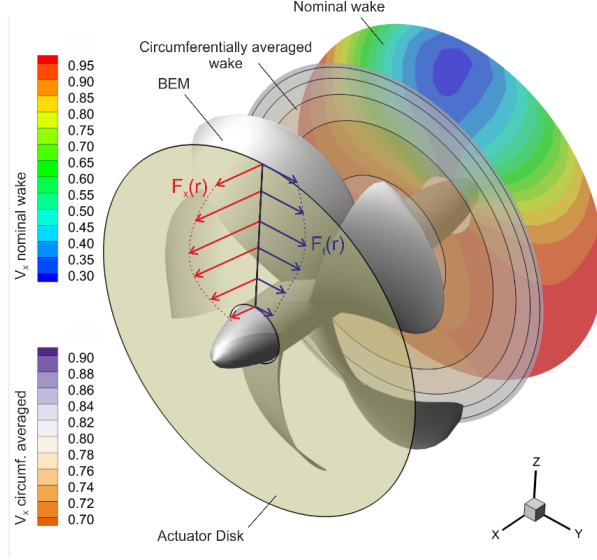 Nominal wake
Circumferentially averaged
wake
BEM
0.95
0.90
0.85
0.80
0.75
0.70
0.65
0.60
0.55
0.50
0.45
0.40
0.35
0.30
Vₓ nominal wake
Fₓ(r)
Fₜ(r)
0.90
0.88
0.86
0.84
0.82
0.80
0.78
0.76
0.74
0.72
0.70
Vₓ circumf. averaged
Actuator Disk
Z
X
Y